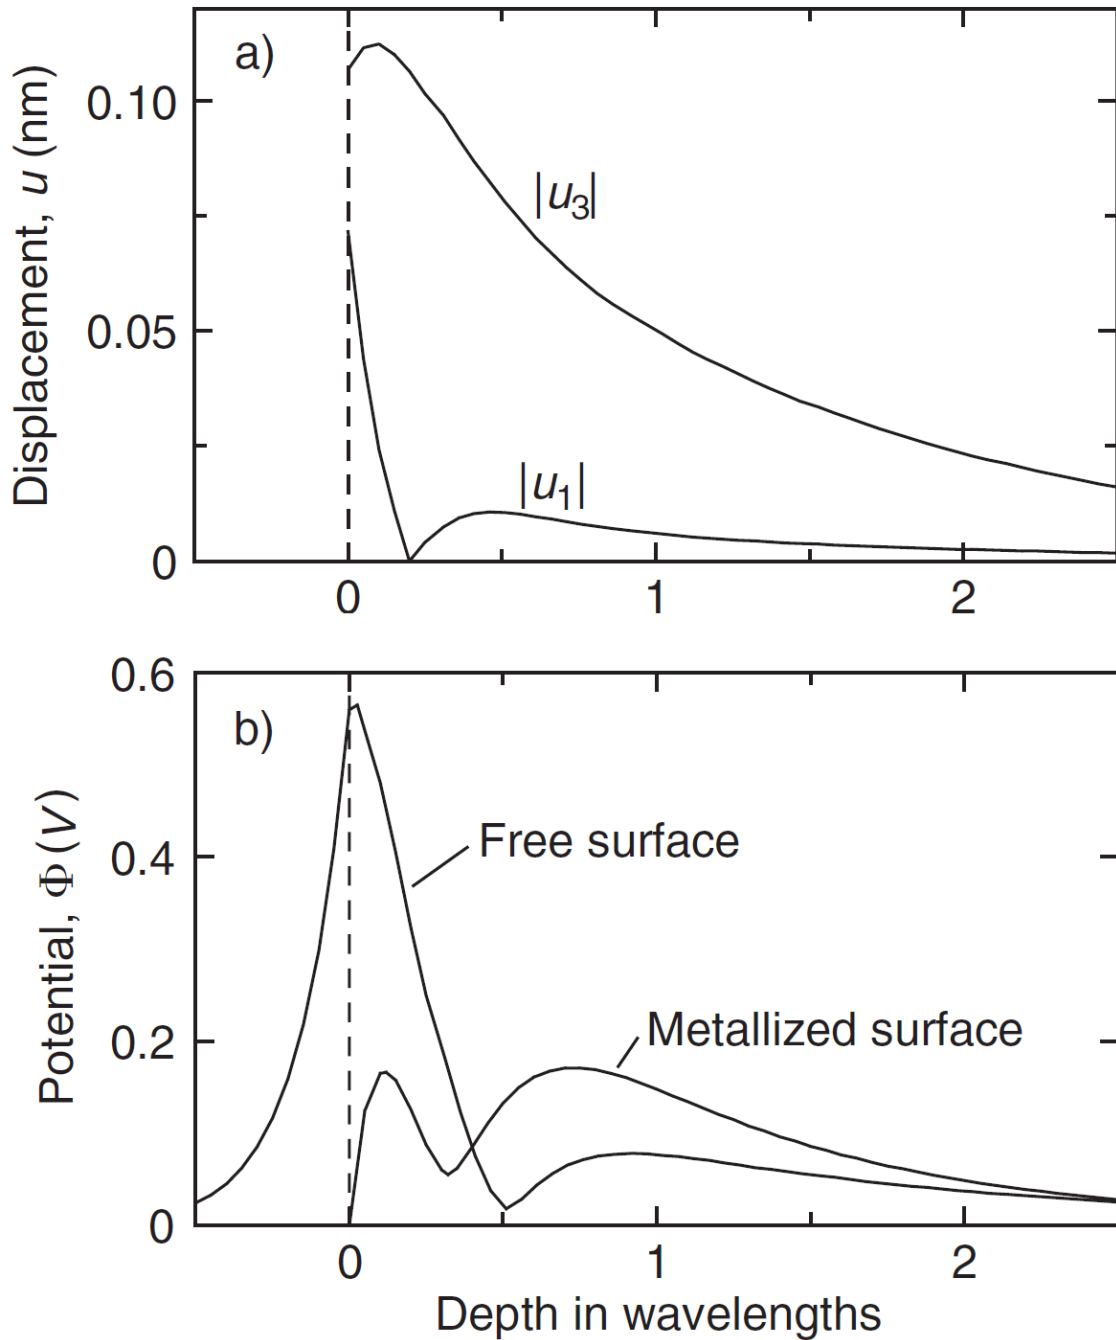 a)
Displacement, u (nm)
0.10
0.05
0
|u₃|
|u₁|
0 1 2
b)
Potential, Φ (V)
0.6
0.4
0.2
0
Free surface
Metallized surface
0 1 2
Depth in wavelengths